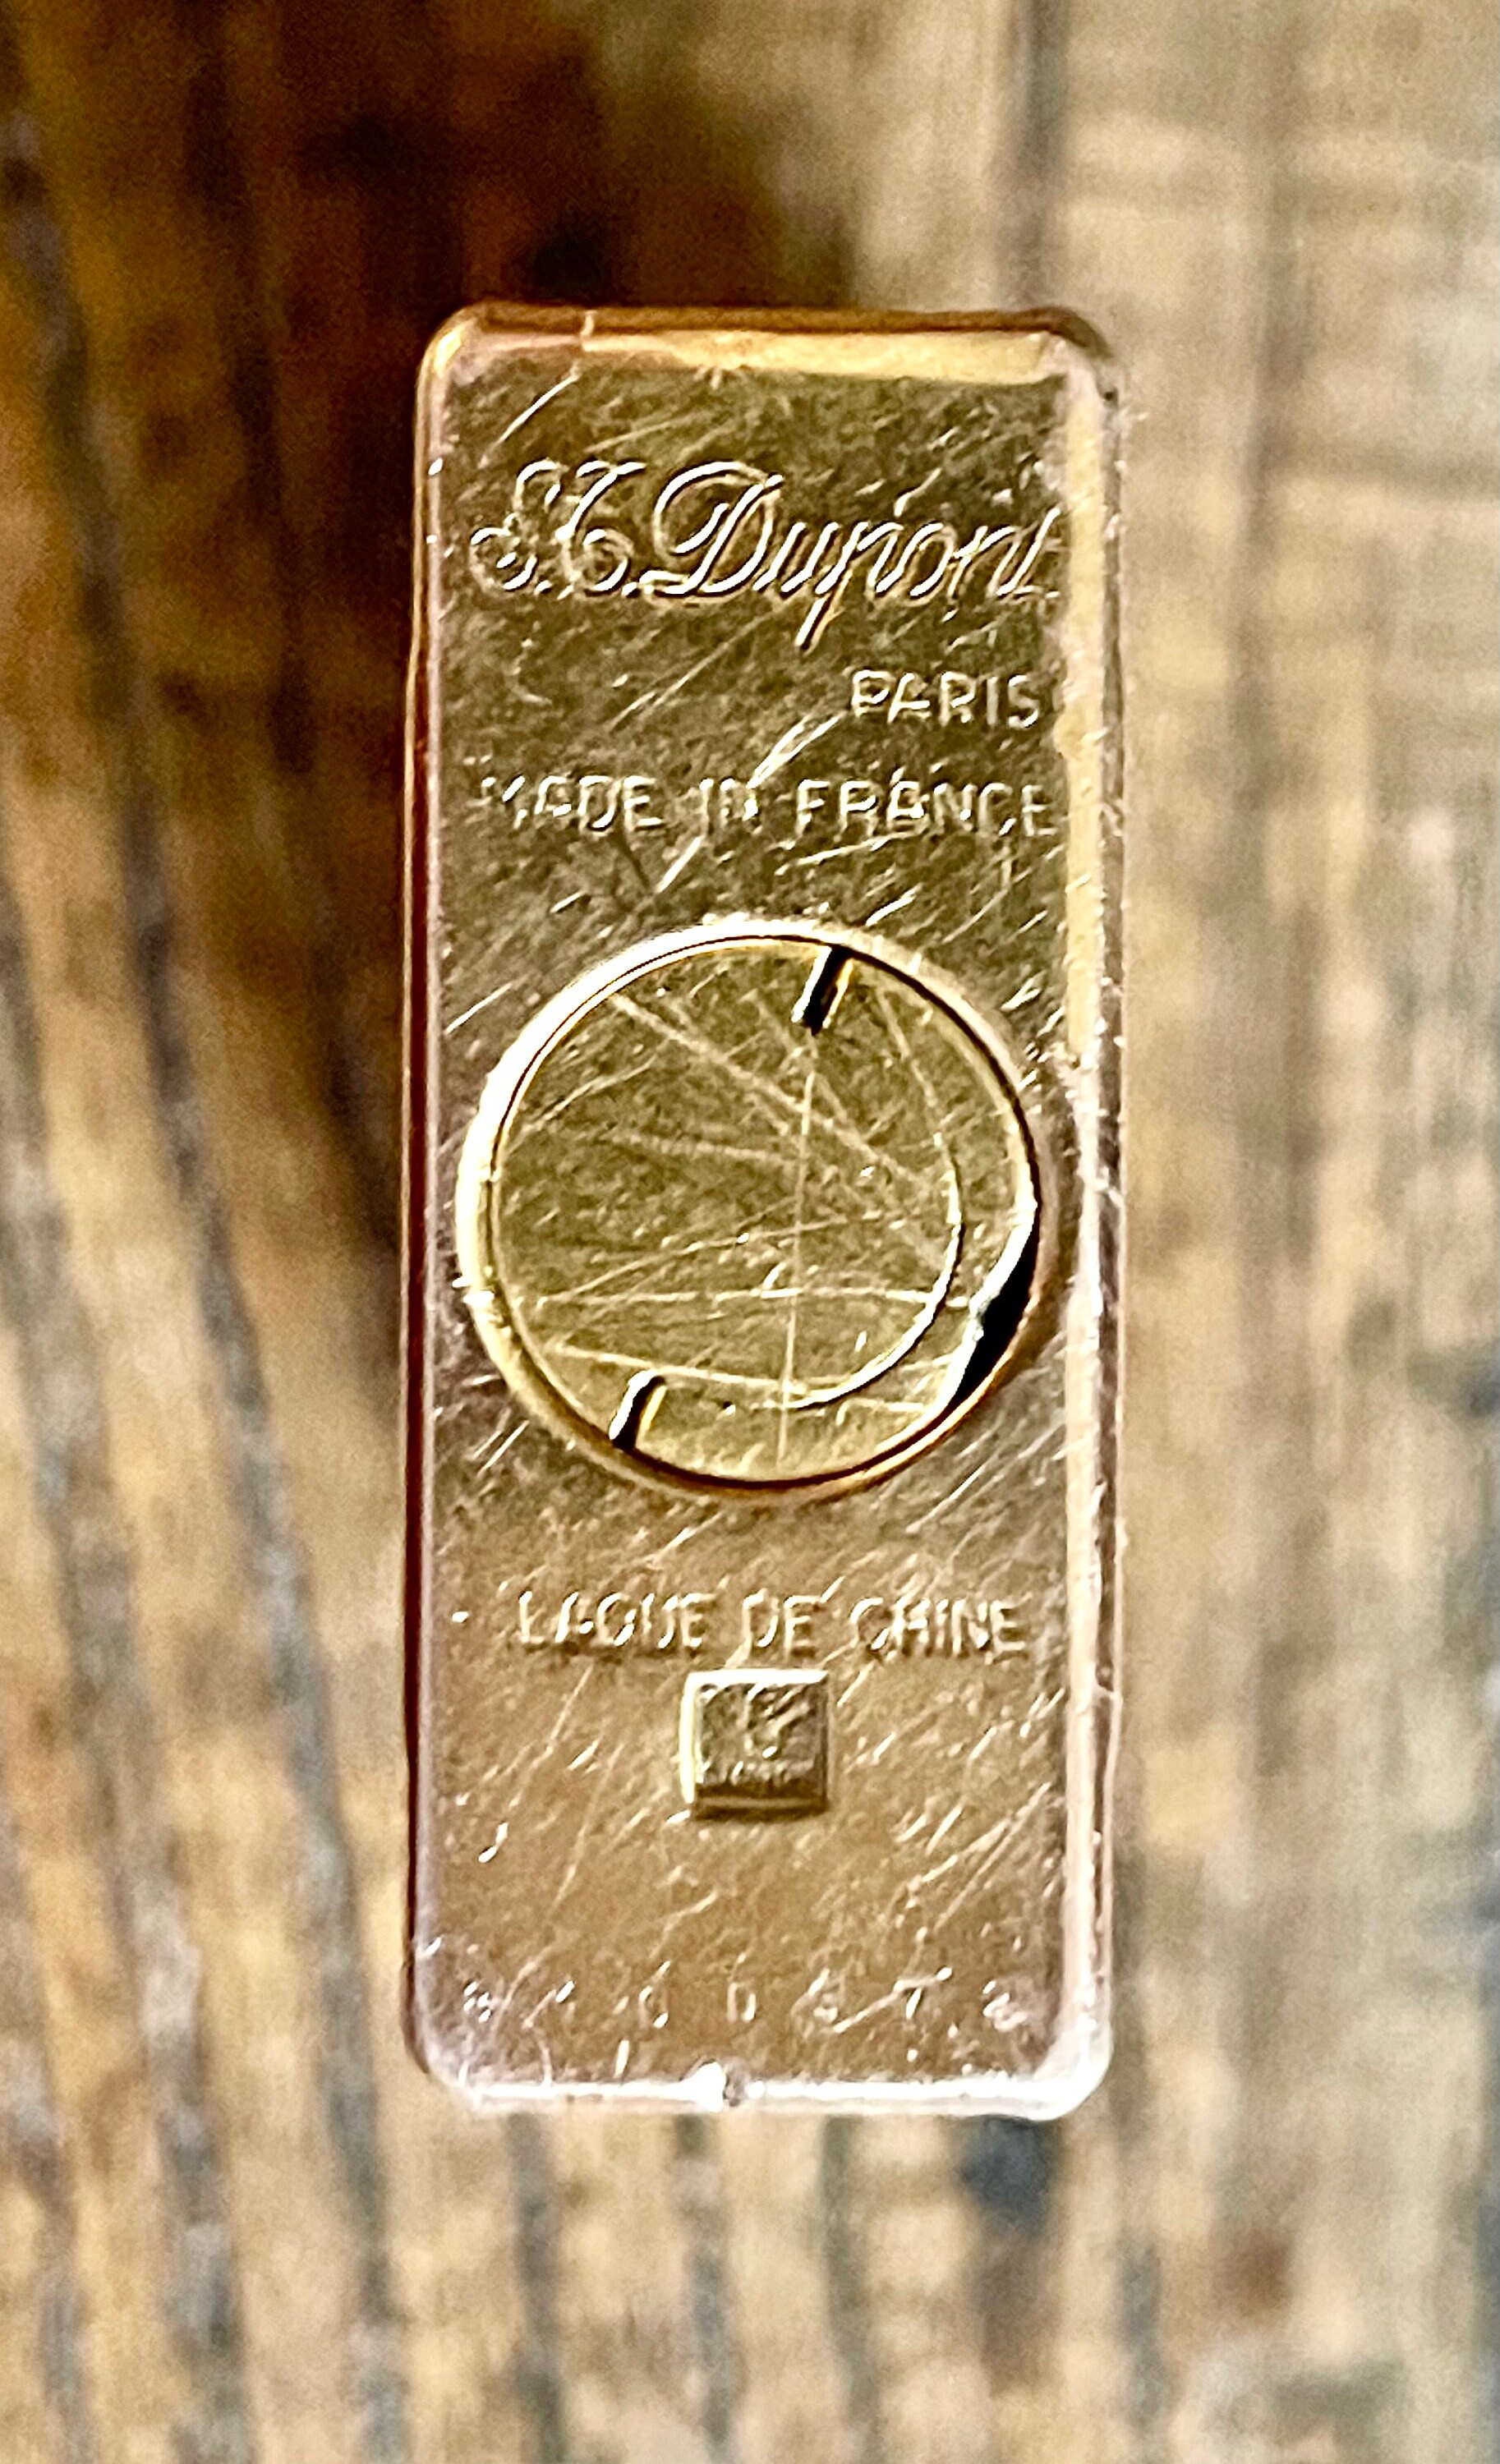 S.T. Dupont
PARIS
MADE IN FRANCE
LAQUE DE CHINE